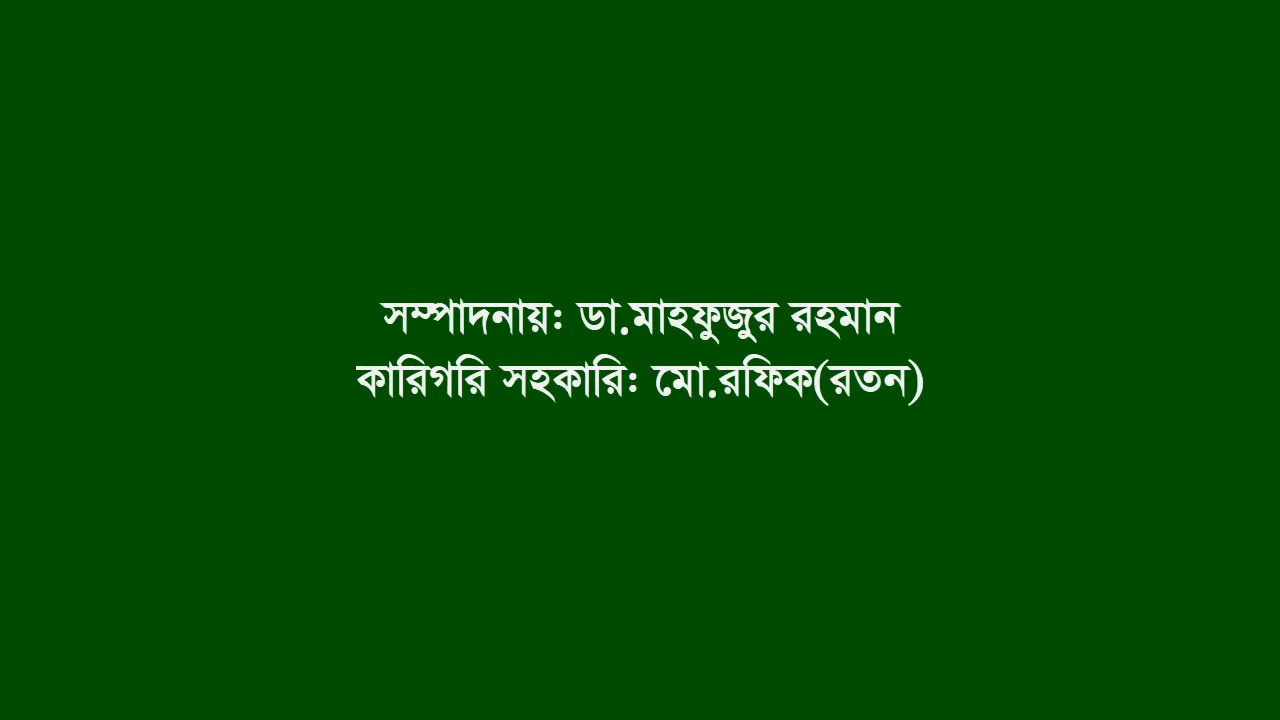 সম্পাদনায়: ডা.মাহফুজুর রহমান
কারিগরি সহকারি: মো.রফিক(রতন)